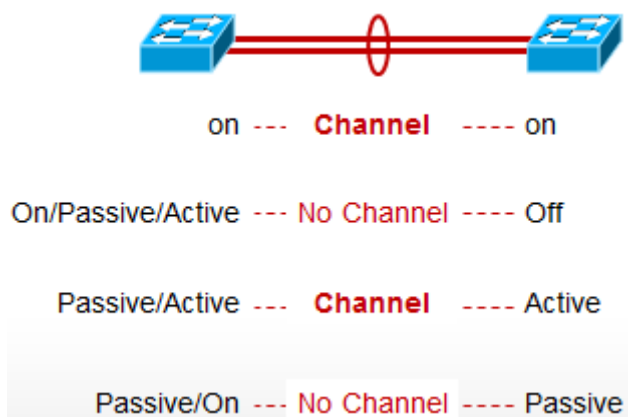 on --- Channel ---- on
On/Passive/Active --- No Channel ---- Off
Passive/Active --- Channel ---- Active
Passive/On --- No Channel ---- Passive